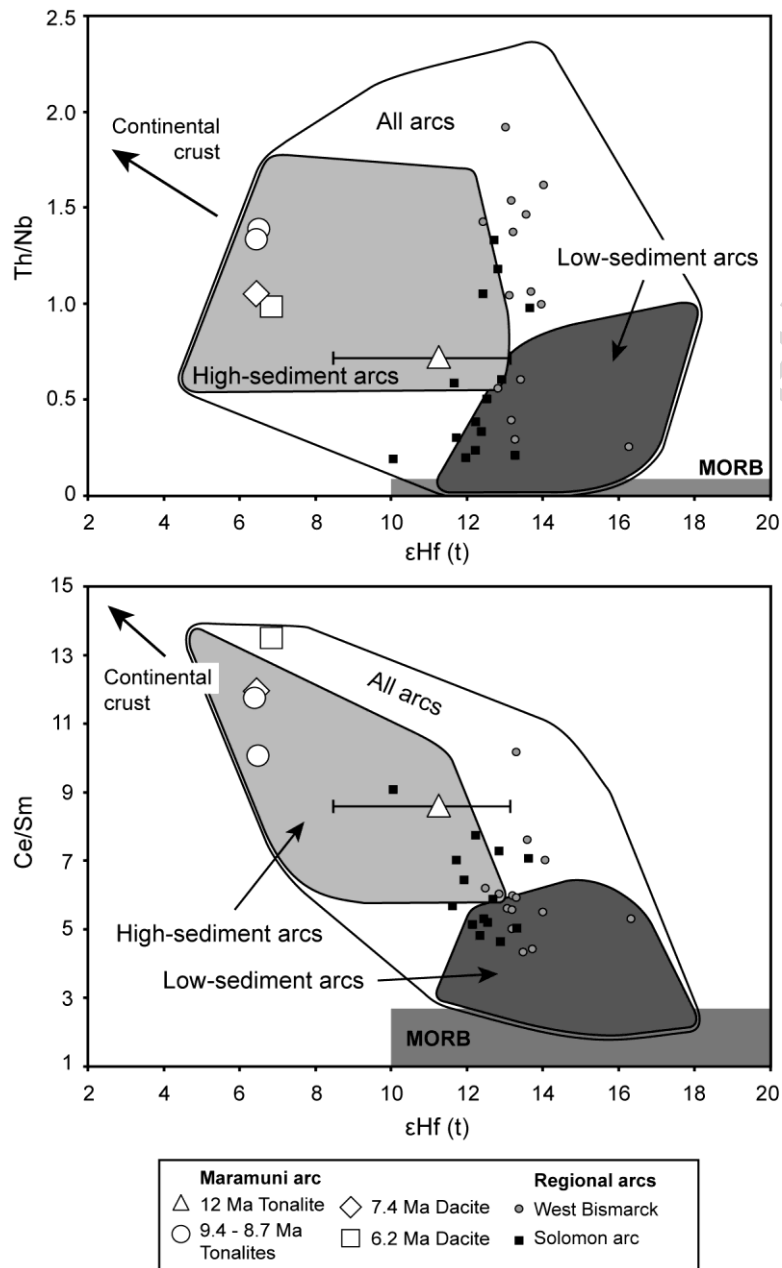 2.5
2.0
1.5
1.0
0.5
0
Th/Nb
Continental
crust
All arcs
Low-sediment arcs
High-sediment arcs
MORB
2 4 6 8 10 12 14 16 18 20
εHf (t)
15
13
11
9
7
5
3
1
Ce/Sm
Continental
crust
All arcs
High-sediment arcs
Low-sediment arcs
MORB
2 4 6 8 10 12 14 16 18 20
εHf (t)
Maramuni arc
12 Ma Tonalite
9.4 - 8.7 Ma
Tonalites
7.4 Ma Dacite
6.2 Ma Dacite
Regional arcs
West Bismarck
Solomon arc